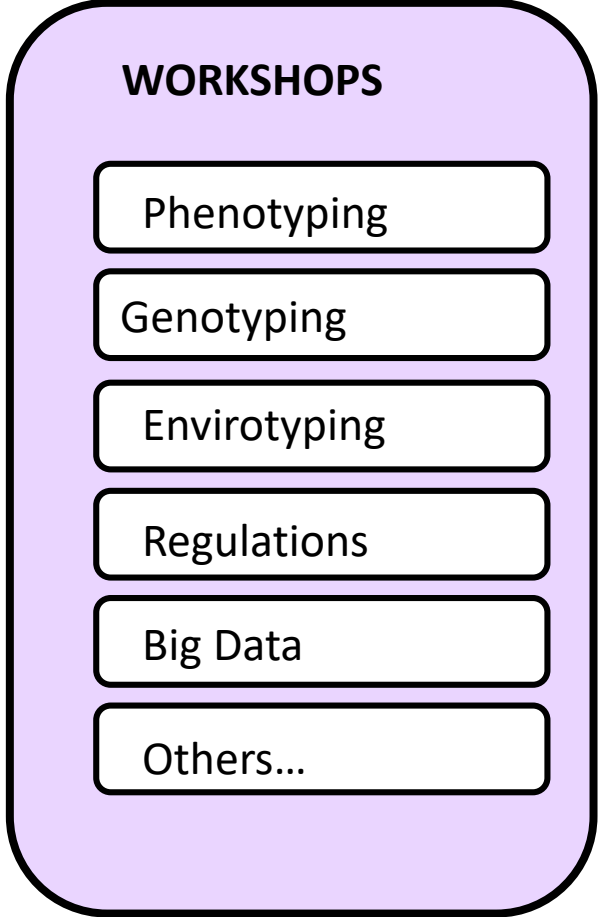 WORKSHOPS
Phenotyping
Genotyping
Envirotyping
Regulations
Big Data
Others…